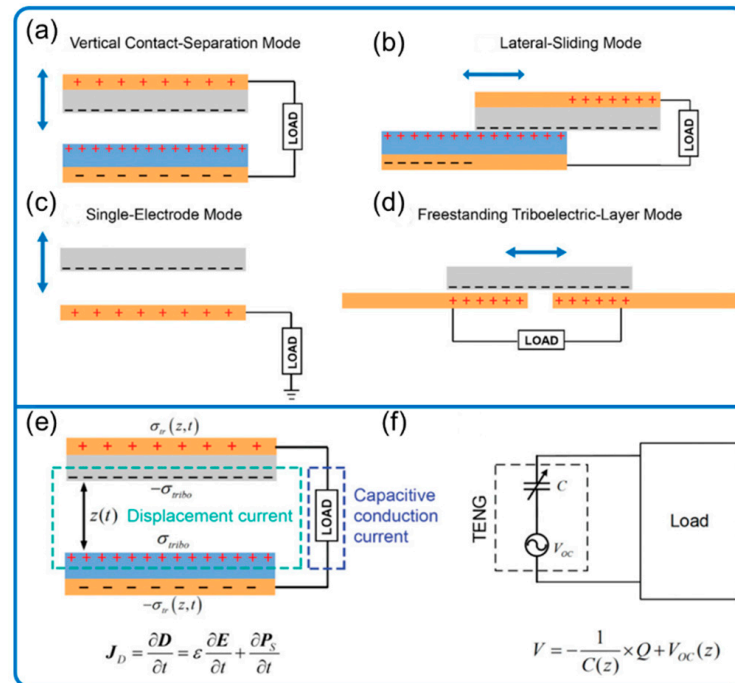 (a)
Vertical Contact-Separation Mode
+ + + + + + + + +
LOAD
+ + + + + + + + + + + +
(b)
Lateral-Sliding Mode
+ + + + + + +
LOAD
+ + + + + + + + + + + + +
(c)
Single-Electrode Mode
+ + + + + + + +
LOAD
(d)
Freestanding Triboelectric-Layer Mode
+ + + + + + + + + + + +
LOAD
(e)
σ_tr(z,t)
+ + + + + + + + +
−σ_tribo
z(t)
Displacement current
σ_tribo
+ + + + + + + + + + + + +
−σ_tr(z,t)
LOAD
Capacitive
conduction
current
J_D = ∂D/∂t = ε ∂E/∂t + ∂P_S/∂t
(f)
TENG
C
V_OC
Load
V = −1/C(z) × Q + V_OC(z)